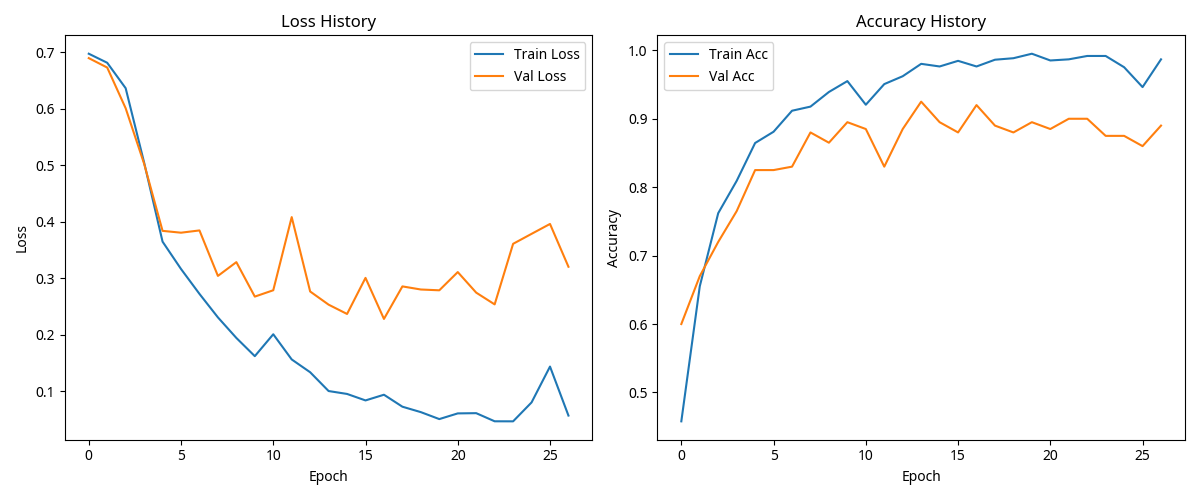 Loss History
0.7
0.6
0.5
0.4
0.3
0.2
0.1
Loss
0 5 10 15 20 25
Epoch
Train Loss
Val Loss
Accuracy History
1.0
0.9
0.8
0.7
0.6
0.5
Accuracy
0 5 10 15 20 25
Epoch
Train Acc
Val Acc